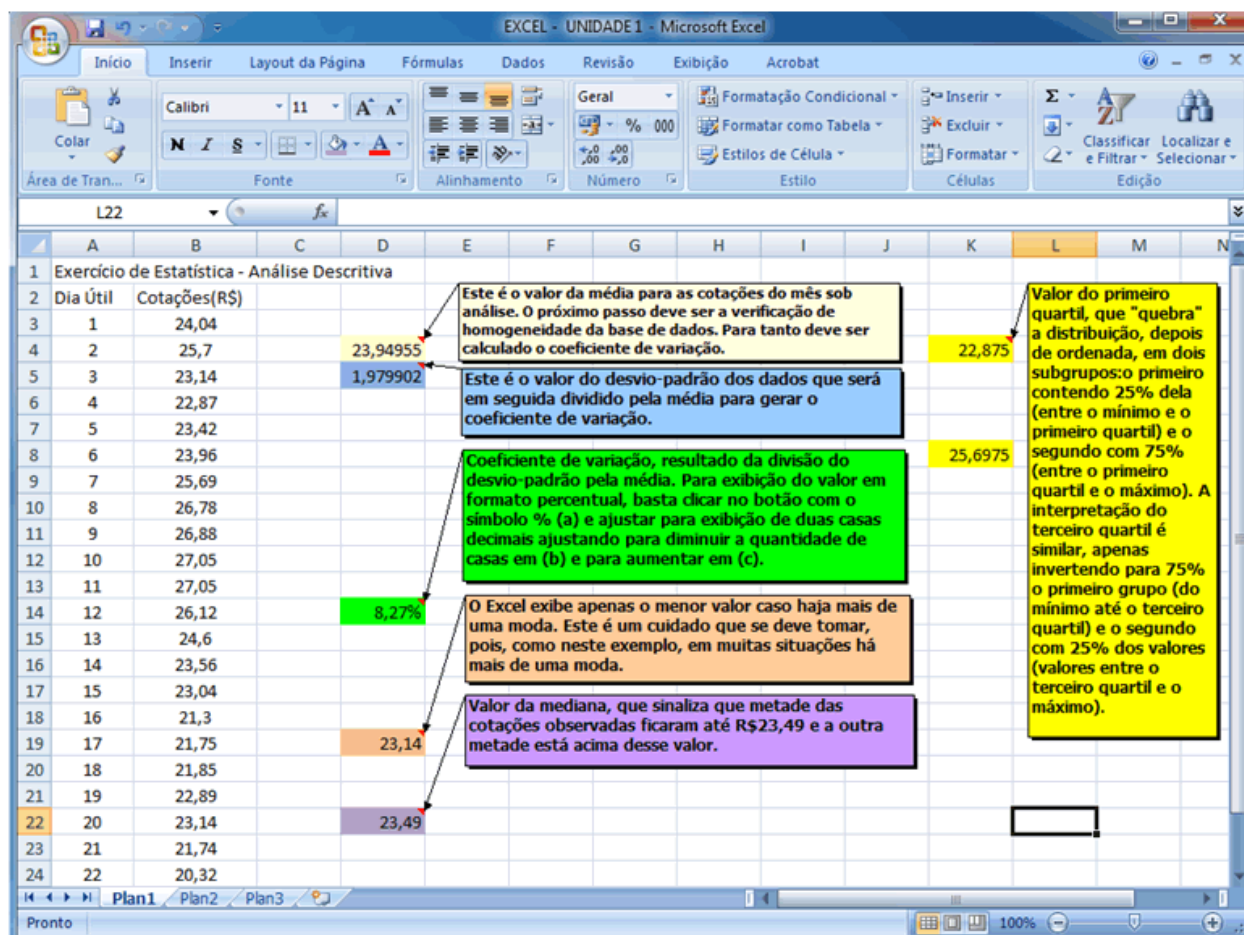 EXCEL - UNIDADE 1 - Microsoft Excel
Início Inserir Layout da Página Fórmulas Dados Revisão Exibição Acrobat
Colar
Calibri 11 A A
N I S A
Área de Tran... Fonte
Alinhamento
Geral
% 000
,00 ,0
Número
Formatação Condicional
Formatar como Tabela
Estilos de Célula
Estilo
Inserir
Excluir
Formatar
Células
Σ
Classificar e Filtrar
Localizar e Selecionar
Edição
L22 fx
A B C D E F G H I J K L M N
1 Exercício de Estatística - Análise Descritiva
2 Dia Útil Cotações(R$)
3 1 24,04
4 2 25,7 23,94955 22,875
5 3 23,14 1,979902
6 4 22,87
7 5 23,42
8 6 23,96 25,6975
9 7 25,69
10 8 26,78
11 9 26,88
12 10 27,05
13 11 27,05
14 12 26,12 8,27%
15 13 24,6
16 14 23,56
17 15 23,04
18 16 21,3
19 17 21,75 23,14
20 18 21,85
21 19 22,89
22 20 23,14 23,49
23 21 21,74
24 22 20,32
Este é o valor da média para as cotações do mês sob
análise. O próximo passo deve ser a verificação de
homogeneidade da base de dados. Para tanto deve ser
calculado o coeficiente de variação.
Este é o valor do desvio-padrão dos dados que será
em seguida dividido pela média para gerar o
coeficiente de variação.
Coeficiente de variação, resultado da divisão do
desvio-padrão pela média. Para exibição do valor em
formato percentual, basta clicar no botão com o
símbolo % (a) e ajustar para exibição de duas casas
decimais ajustando para diminuir a quantidade de
casas em (b) e para aumentar em (c).
O Excel exibe apenas o menor valor caso haja mais de
uma moda. Este é um cuidado que se deve tomar,
pois, como neste exemplo, em muitas situações há
mais de uma moda.
Valor da mediana, que sinaliza que metade das
cotações observadas ficaram até R$23,49 e a outra
metade está acima desse valor.
Valor do primeiro
quartil, que "quebra"
a distribuição, depois
de ordenada, em dois
subgrupos:o primeiro
contendo 25% dela
(entre o mínimo e o
primeiro quartil) e o
segundo com 75%
(entre o primeiro
quartil e o máximo). A
interpretação do
terceiro quartil é
similar, apenas
invertendo para 75%
o primeiro grupo (do
mínimo até o terceiro
quartil) e o segundo
com 25% dos valores
(valores entre o
terceiro quartil e o
máximo).
Plan1 Plan2 Plan3
Pronto 100%